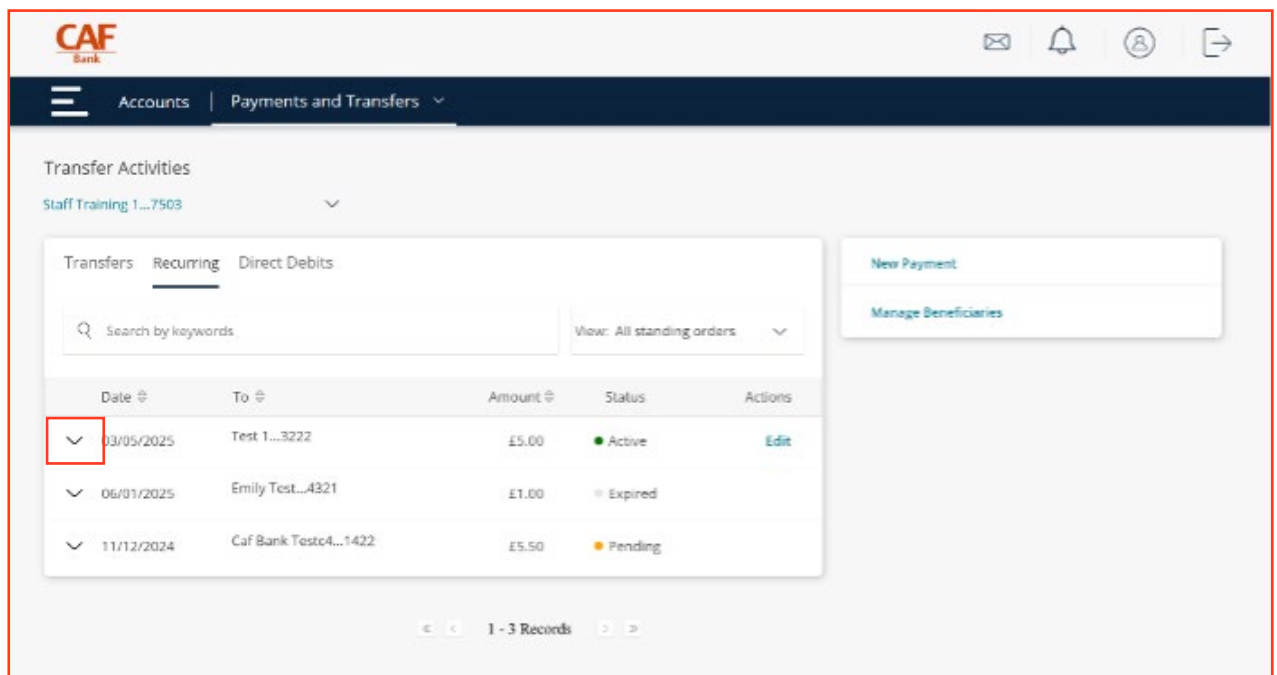 CAF
Bank
Accounts | Payments and Transfers
Transfer Activities
Staff Training 1...7503
Transfers Recurring Direct Debits
New Payment
Manage Beneficiaries
Search by keywords
View: All standing orders
Date To Amount Status Actions
03/05/2025 Test 1...3222 £5.00 Active Edit
06/01/2025 Emily Test...4321 £1.00 Expired
11/12/2024 Caf Bank Testc4...1422 £5.50 Pending
« < 1 - 3 Records > »